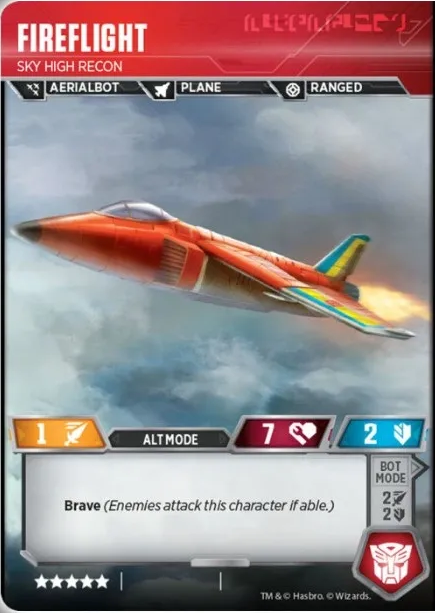 FIREFLIGHT
SKY HIGH RECON
AERIALBOT PLANE RANGED
1 ALT MODE 7 2
BOT
MODE
2
2
Brave (Enemies attack this character if able.)
TM & © Hasbro. © Wizards.